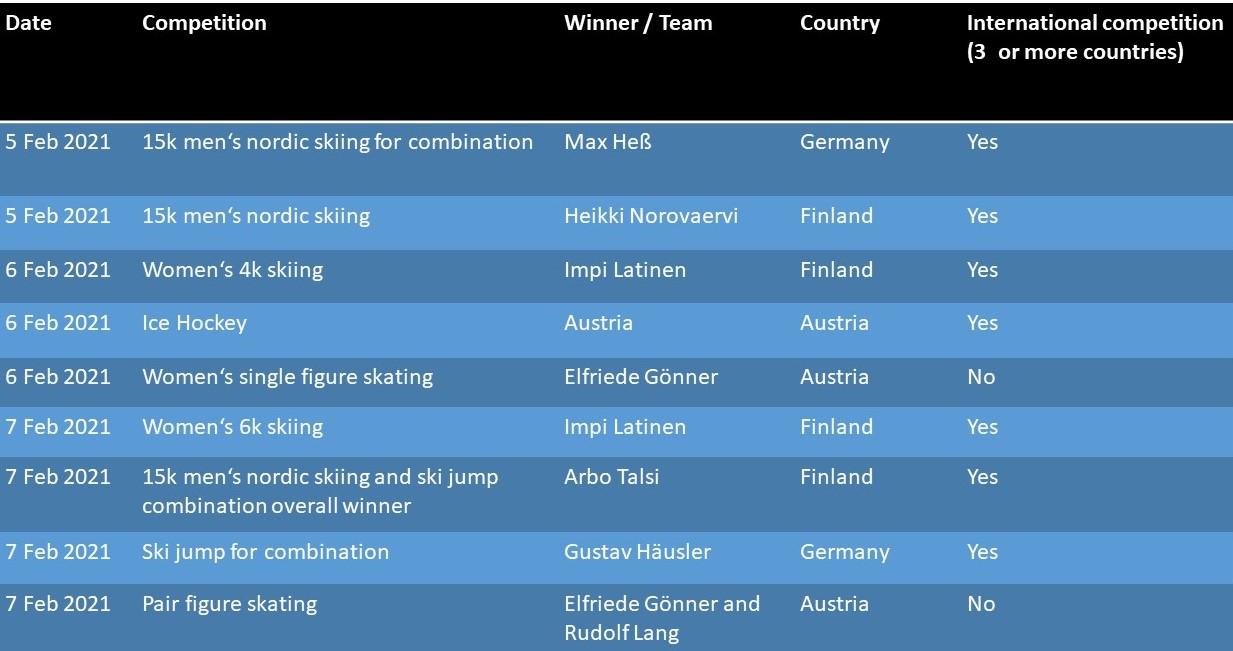 Date Competition Winner / Team Country International competition
(3 or more countries)
5 Feb 2021 15k men‘s nordic skiing for combination Max Heß Germany Yes
5 Feb 2021 15k men‘s nordic skiing Heikki Norovaervi Finland Yes
6 Feb 2021 Women‘s 4k skiing Impi Latinen Finland Yes
6 Feb 2021 Ice Hockey Austria Austria Yes
6 Feb 2021 Women‘s single figure skating Elfriede Gönner Austria No
7 Feb 2021 Women‘s 6k skiing Impi Latinen Finland Yes
7 Feb 2021 15k men‘s nordic skiing and ski jump Arbo Talsi Finland Yes
combination overall winner
7 Feb 2021 Ski jump for combination Gustav Häusler Germany Yes
7 Feb 2021 Pair figure skating Elfriede Gönner and Austria No
Rudolf Lang